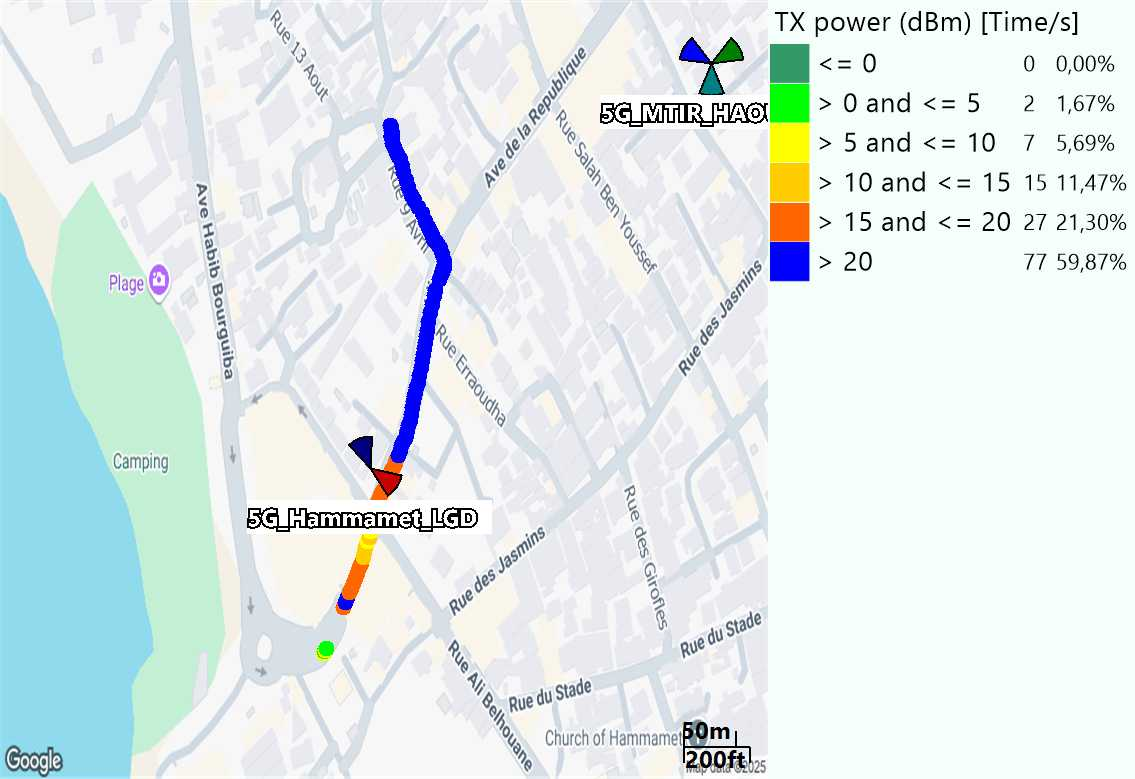 TX power (dBm) [Time/s]
<= 0 0 0,00%
> 0 and <= 5 2 1,67%
> 5 and <= 10 7 5,69%
> 10 and <= 15 15 11,47%
> 15 and <= 20 27 21,30%
> 20 77 59,87%
Rue 13 Aout
Ave de la Republique
5G_MTIR_HAO
Rue Salah Ben Youssef
Rue 9 Avril
Ave Habib Bourguiba
Plage
Rue des Jasmins
Rue Erraoudha
Camping
5G_Hammamet_LGD
Rue des Jasmins
Rue des Girofles
Rue du Stade
Rue Ali Belhouane
Rue du Stade
Church of Hammamet
50m
200ft
Map data ©2025
Google